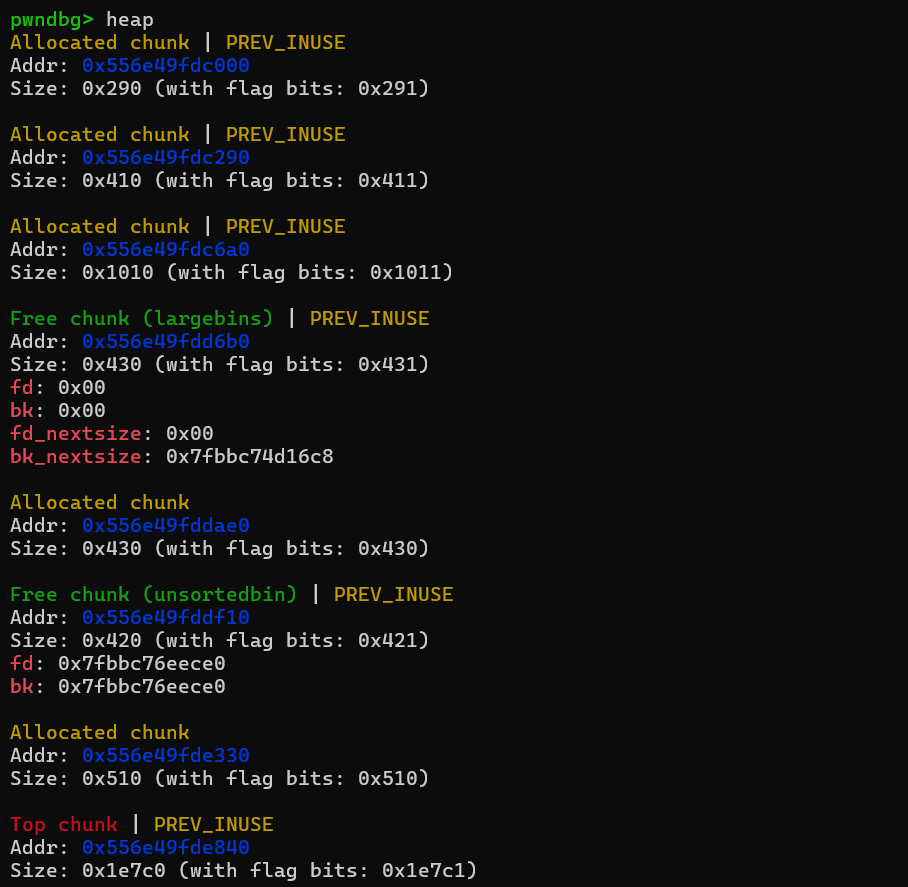 pwndbg> heap
Allocated chunk | PREV_INUSE
Addr: 0x556e49fdc000
Size: 0x290 (with flag bits: 0x291)
Allocated chunk | PREV_INUSE
Addr: 0x556e49fdc290
Size: 0x410 (with flag bits: 0x411)
Allocated chunk | PREV_INUSE
Addr: 0x556e49fdc6a0
Size: 0x1010 (with flag bits: 0x1011)
Free chunk (largebins) | PREV_INUSE
Addr: 0x556e49fdd6b0
Size: 0x430 (with flag bits: 0x431)
fd: 0x00
bk: 0x00
fd_nextsize: 0x00
bk_nextsize: 0x7fbbc74d16c8
Allocated chunk
Addr: 0x556e49fddae0
Size: 0x430 (with flag bits: 0x430)
Free chunk (unsortedbin) | PREV_INUSE
Addr: 0x556e49fddf10
Size: 0x420 (with flag bits: 0x421)
fd: 0x7fbbc76eece0
bk: 0x7fbbc76eece0
Allocated chunk
Addr: 0x556e49fde330
Size: 0x510 (with flag bits: 0x510)
Top chunk | PREV_INUSE
Addr: 0x556e49fde840
Size: 0x1e7c0 (with flag bits: 0x1e7c1)